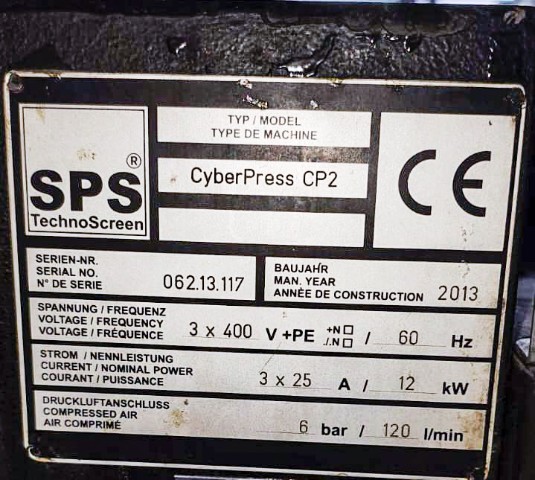 TYP / MODEL
TYPE DE MACHINE
SPS ®
TechnoScreen
CyberPress CP2
CE
SERIEN-NR.
SERIAL NO.
N° DE SERIE
062.13.117
BAUJAHR
MAN. YEAR
ANNÉE DE CONSTRUCTION 2013
SPANNUNG / FREQUENZ
VOLTAGE / FREQUENCY
VOLTAGE / FRÉQUENCE
3 x 400 V +PE +N □ ./.N □ / 60 Hz
STROM / NENNLEISTUNG
CURRENT / NOMINAL POWER
COURANT / PUISSANCE
3 x 25 A / 12 kW
DRUCKLUFTANSCHLUSS
COMPRESSED AIR
AIR COMPRIMÉ
6 bar / 120 l/min